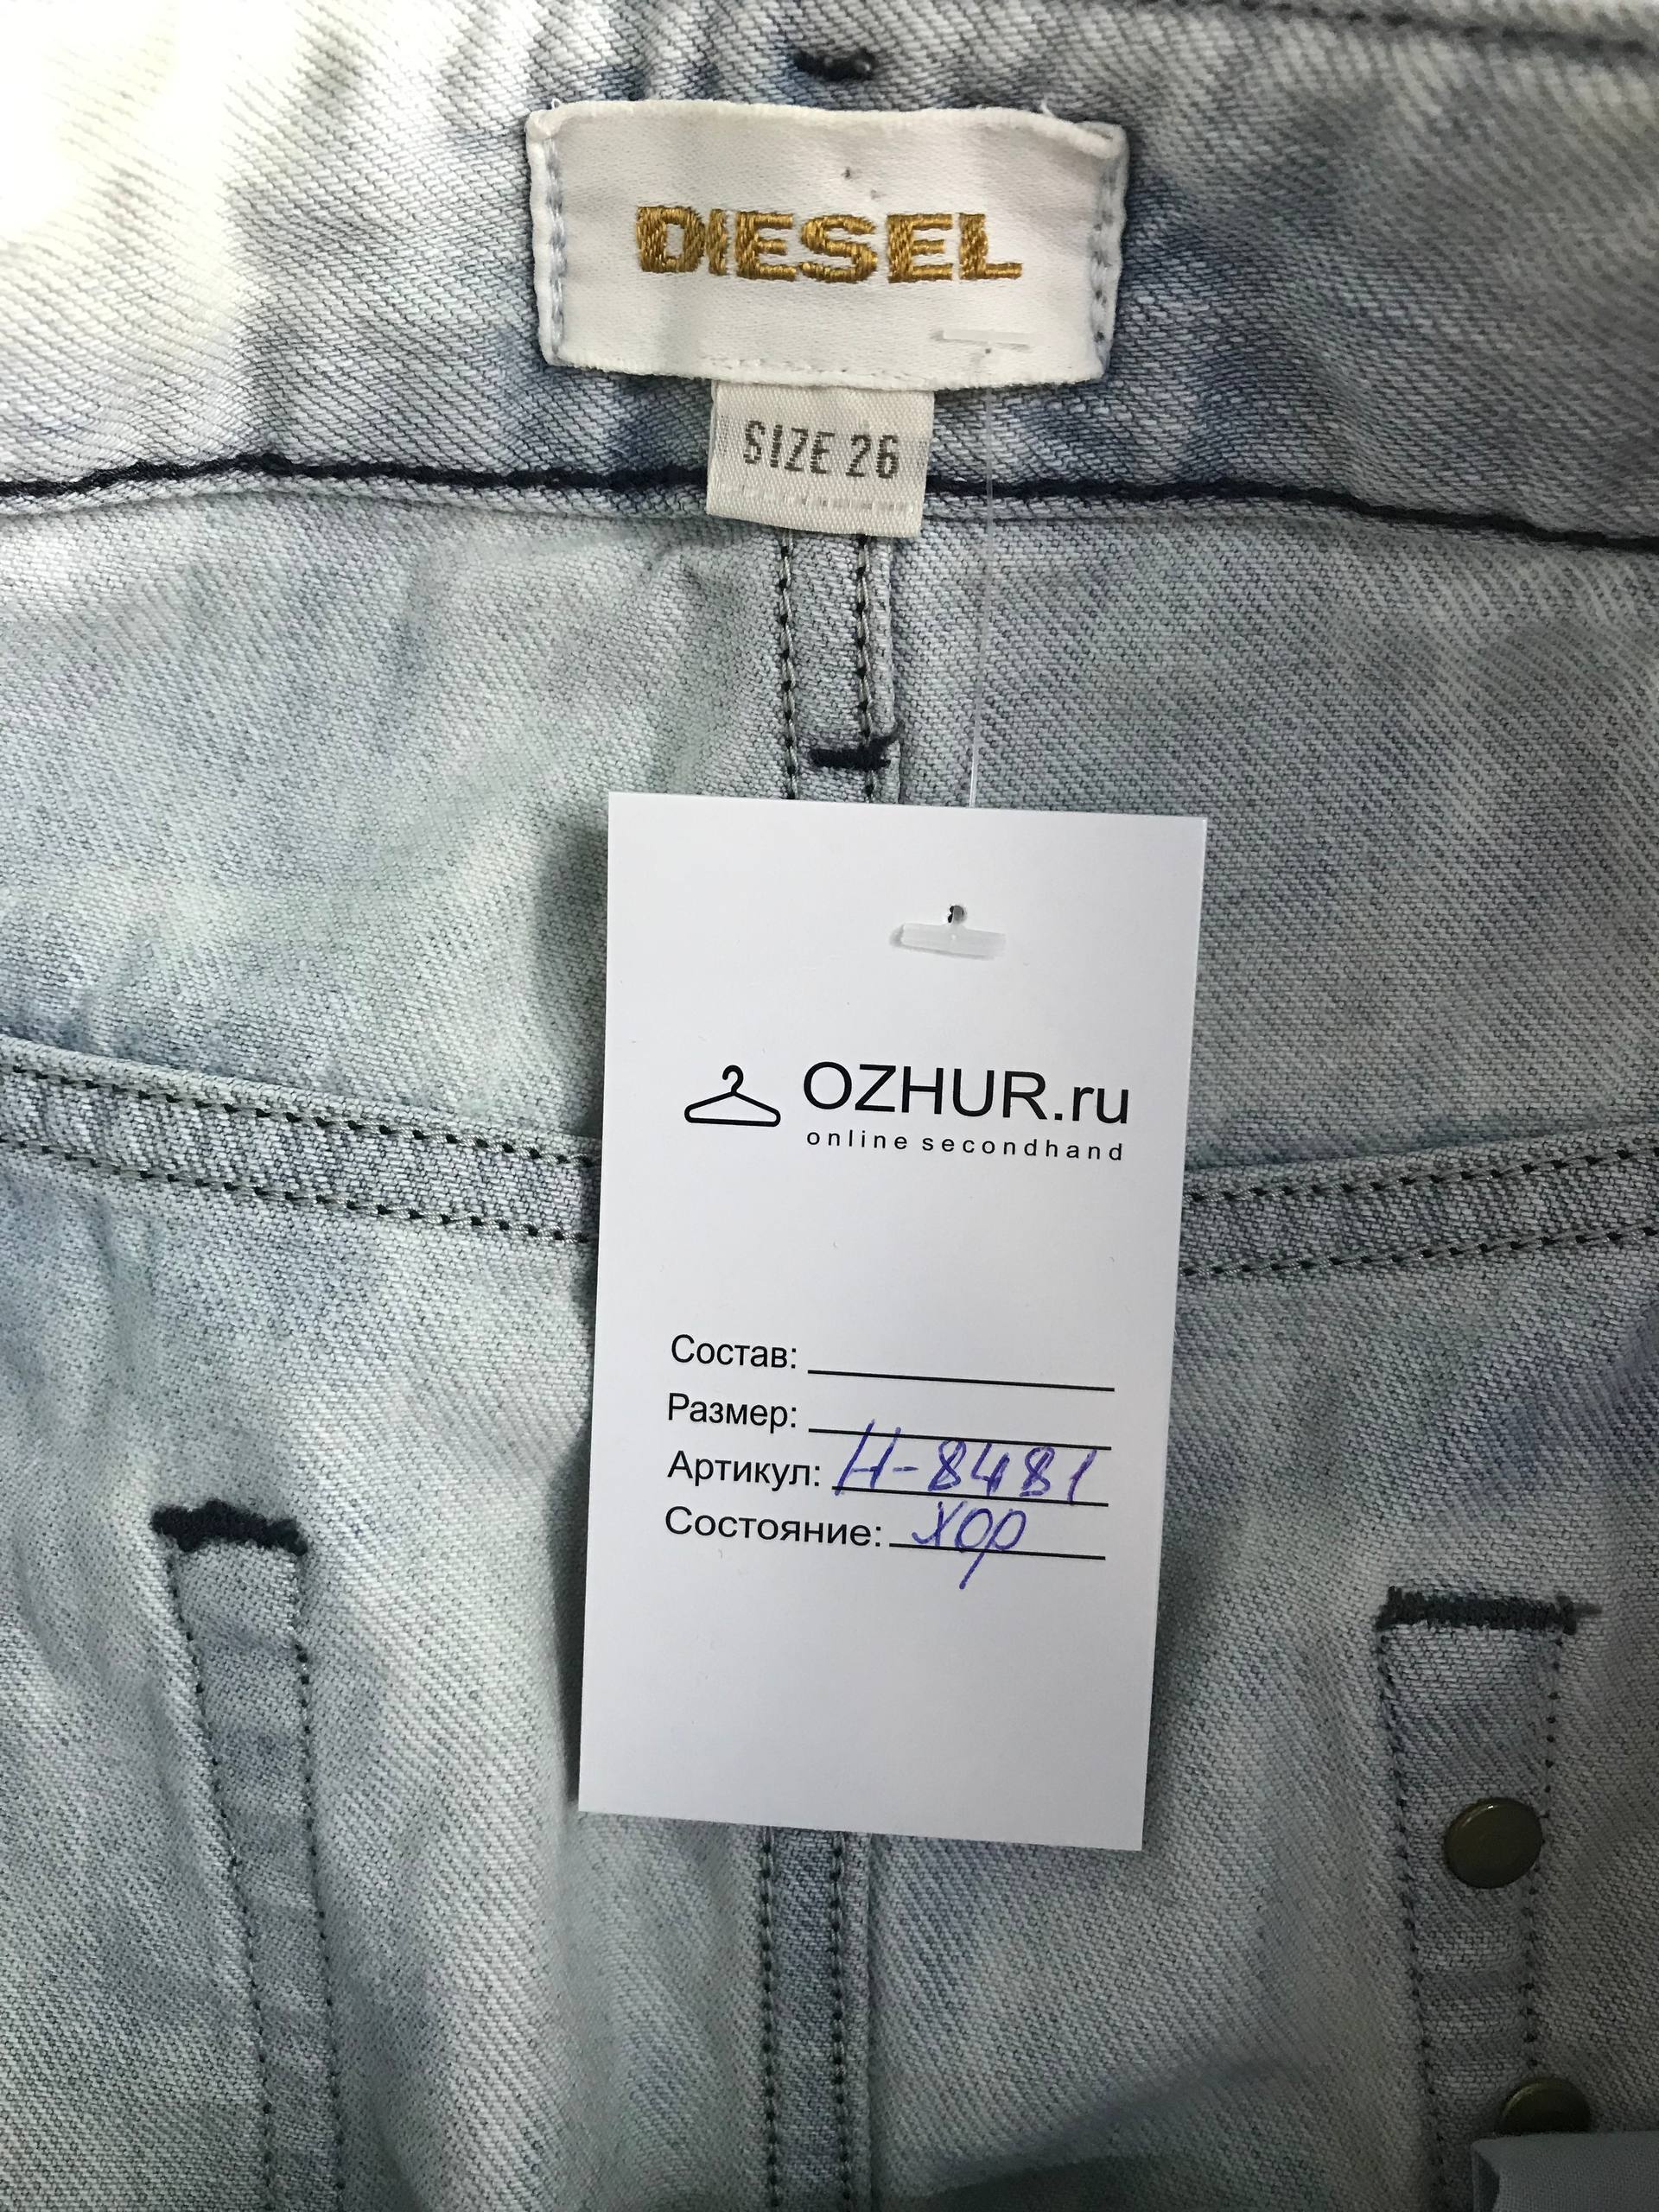 DIESEL
SIZE 26
OZHUR.ru
online secondhand
Состав:
Размер:
Артикул: Н-8481
Состояние: хор